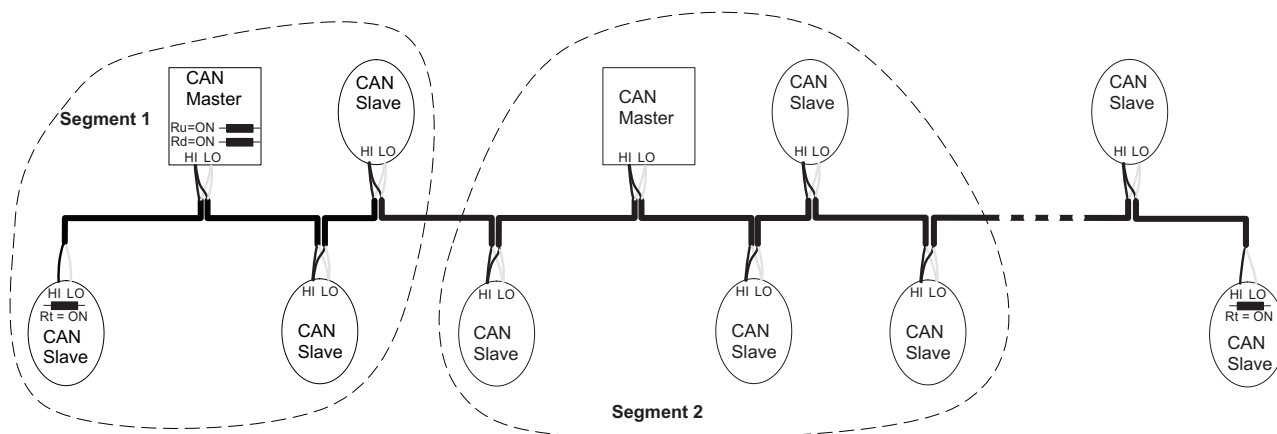 CAN
Master
Ru=ON
Rd=ON
HI LO
Segment 1
CAN
Slave
HI LO
CAN
Master
HI LO
CAN
Slave
HI LO
CAN
Slave
HI LO
HI LO
Rt = ON
CAN
Slave
HI LO
CAN
Slave
HI LO
CAN
Slave
HI LO
CAN
Slave
HI LO
CAN
Slave
HI LO
Rt = ON
CAN
Slave
Segment 2